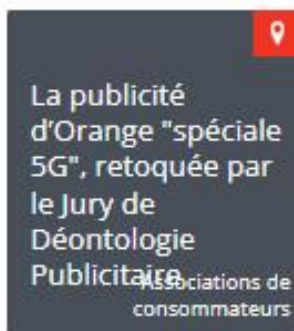 La publicité
d'Orange "spéciale
5G", retoquée par
le Jury de
Déontologie
Publicitaire
Associations de
consommateurs